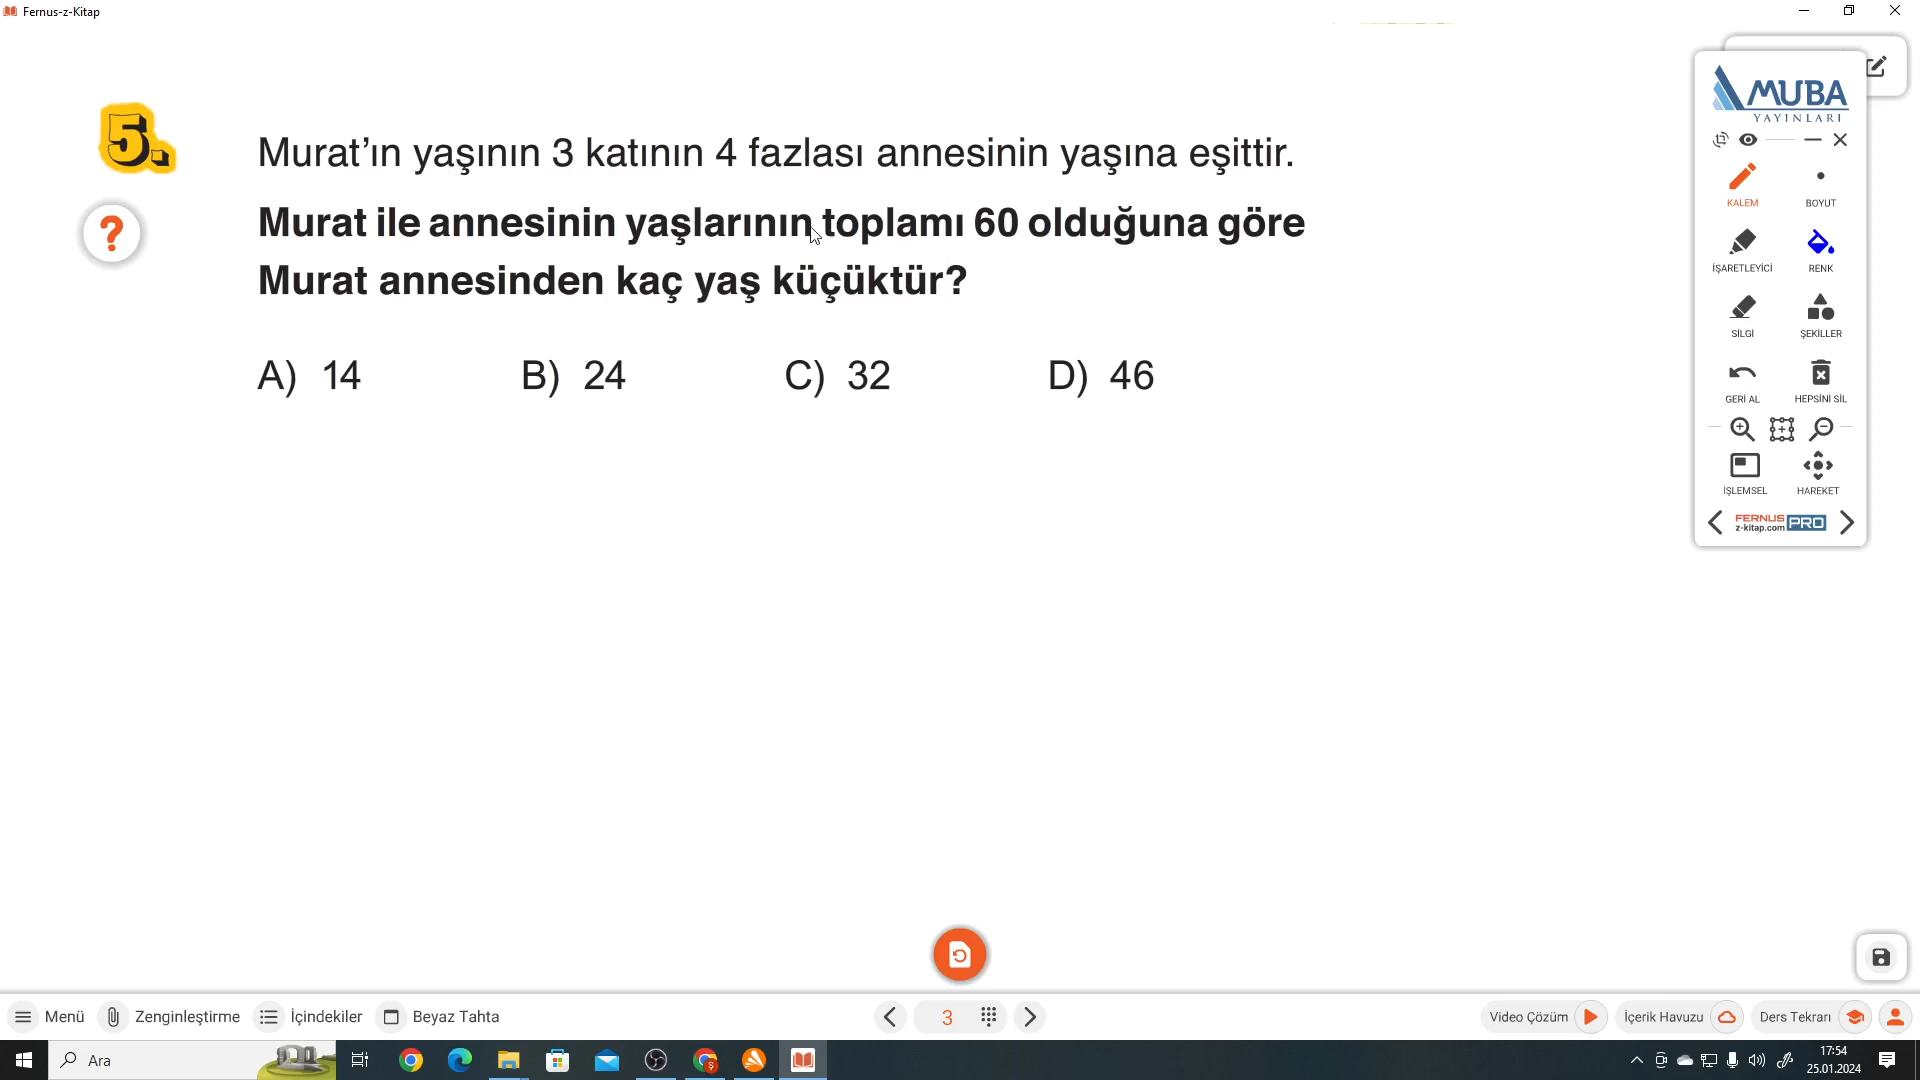 Fernus-z-Kitap
5.
Murat’ın yaşının 3 katının 4 fazlası annesinin yaşına eşittir.
?
Murat ile annesinin yaşlarının toplamı 60 olduğuna göre
Murat annesinden kaç yaş küçüktür?
A) 14 B) 24 C) 32 D) 46
MUBA
YAYINLARI
KALEM BOYUT
İŞARETLEYİCİ RENK
SİLGİ ŞEKİLLER
GERİ AL HEPSİNİ SİL
İŞLEMSEL HAREKET
FERNUS
z-kitap.com PRO
Menü Zenginleştirme İçindekiler Beyaz Tahta 3 Video Çözüm İçerik Havuzu Ders Tekrarı
Ara
17:54
25.01.2024